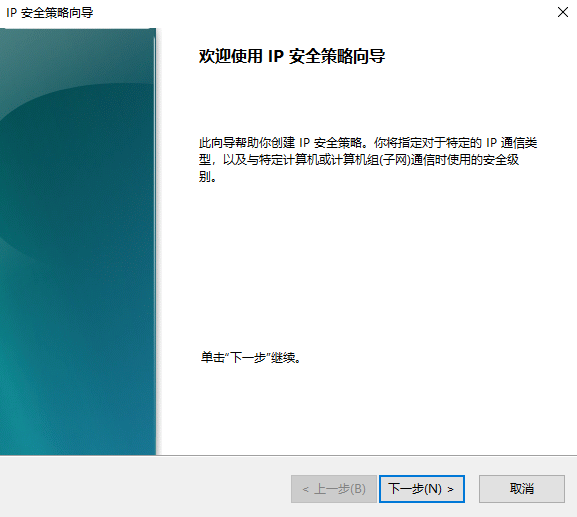 IP 安全策略向导
欢迎使用 IP 安全策略向导
此向导帮助你创建 IP 安全策略。你将指定对于特定的 IP 通信类
型，以及与特定计算机或计算机组(子网)通信时使用的安全级
别。
单击"下一步"继续。
< 上一步(B)
下一步(N) >
取消